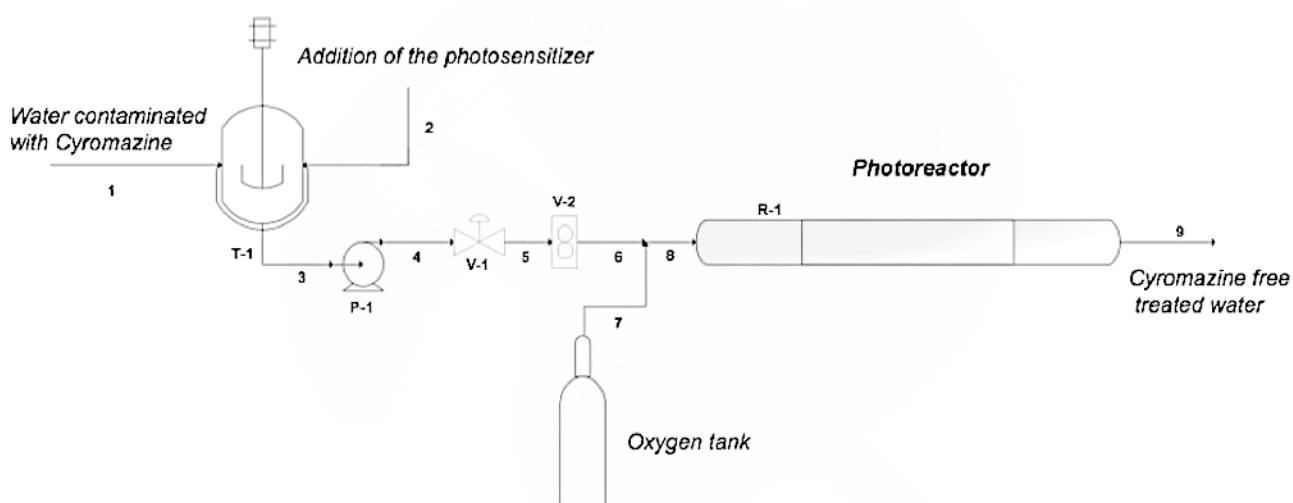 Addition of the photosensitizer
Water contaminated
with Cyromazine
1
2
T-1
3
P-1
4
V-1
5
V-2
6
7
8
Photoreactor
R-1
9
Cyromazine free
treated water
Oxygen tank